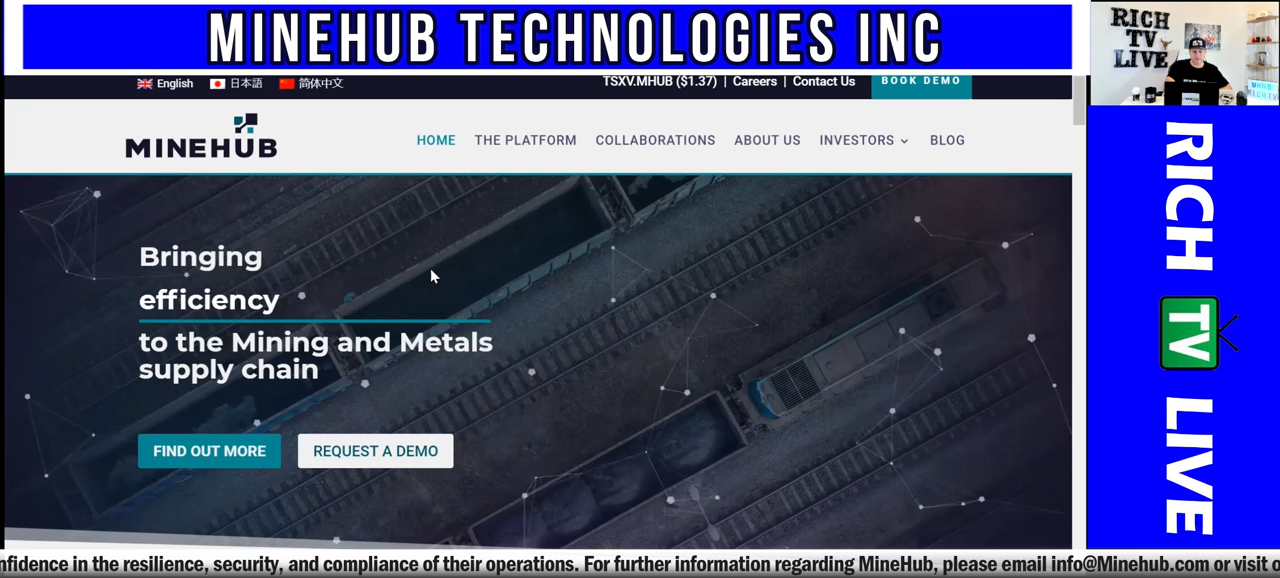 MINEHUB TECHNOLOGIES INC
RICH
TV
LIVE
English 日本語 简体中文
TSXV.MHUB ($1.37) | Careers | Contact Us
BOOK DEMO
MINEHUB
HOME THE PLATFORM COLLABORATIONS ABOUT US INVESTORS BLOG
Bringing
efficiency
to the Mining and Metals
supply chain
FIND OUT MORE REQUEST A DEMO
RICH TV LIVE
nfidence in the resilience, security, and compliance of their operations. For further information regarding MineHub, please email info@Minehub.com or visit